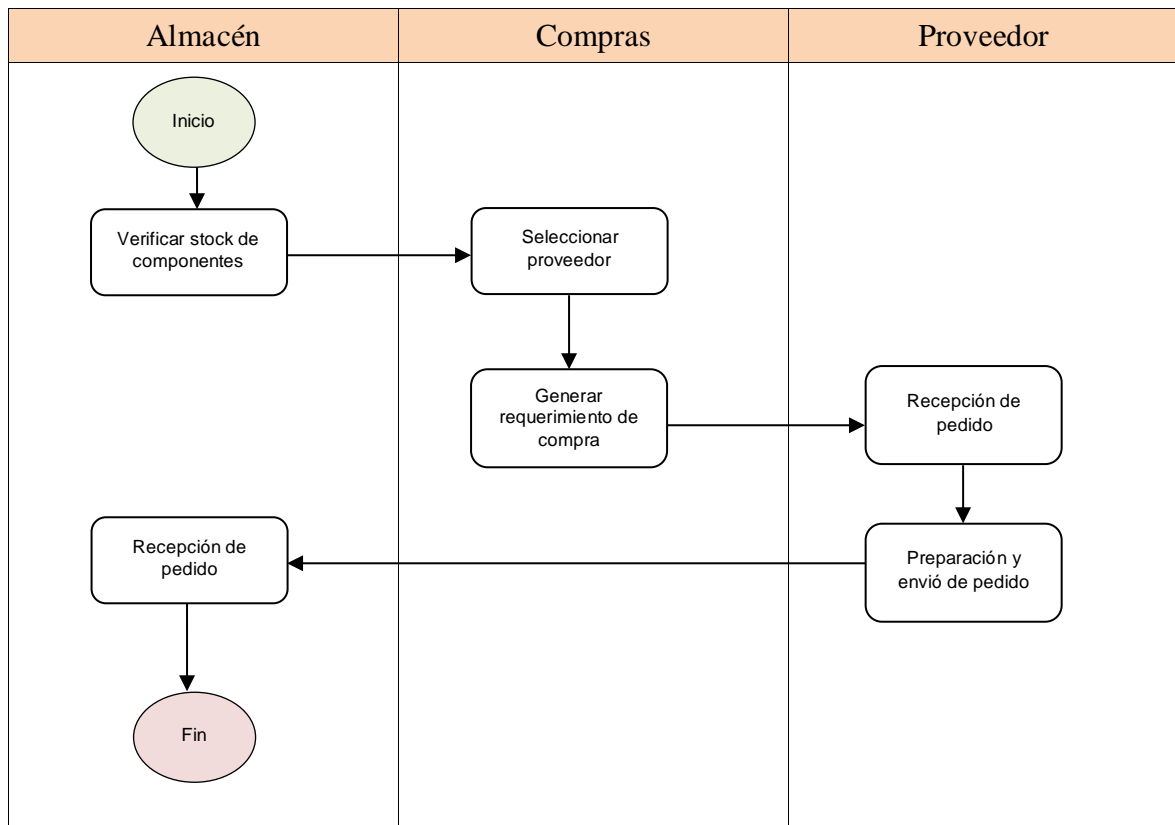 Almacén
Compras
Proveedor
Inicio
Verificar stock de
componentes
Seleccionar
proveedor
Generar
requerimiento de
compra
Recepción de
pedido
Preparación y
envió de pedido
Recepción de
pedido
Fin